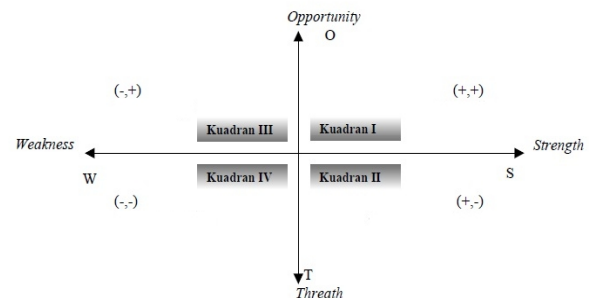 Opportunity
O
(-,+)
(+,+)
Kuadran III
Kuadran I
Weakness
Strength
Kuadran IV
Kuadran II
W
S
(-,-)
(+,-)
T
Threath